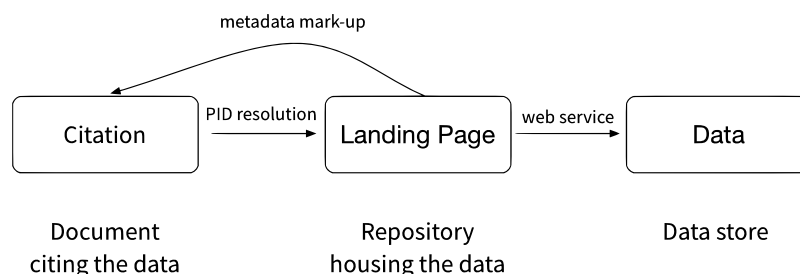 metadata mark-up
PID resolution
web service
Citation
Landing Page
Data
Document
citing the data
Repository
housing the data
Data store